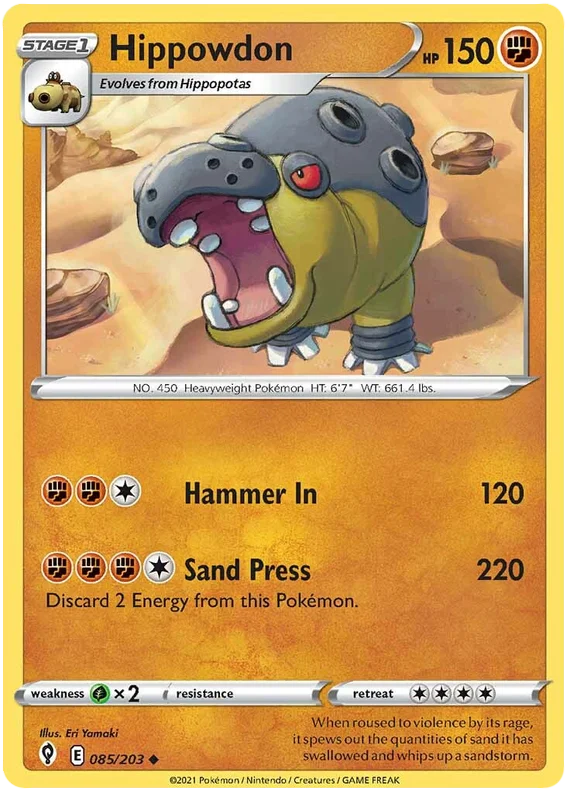 STAGE1
Hippowdon
HP 150
Evolves from Hippopotas
NO. 450 Heavyweight Pokémon HT: 6'7" WT: 661.4 lbs.
Hammer In 120
Sand Press 220
Discard 2 Energy from this Pokémon.
weakness ×2 resistance retreat
Illus. Eri Yamaki
When roused to violence by its rage,
it spews out the quantities of sand it has
swallowed and whips up a sandstorm.
E 085/203
©2021 Pokémon / Nintendo / Creatures / GAME FREAK